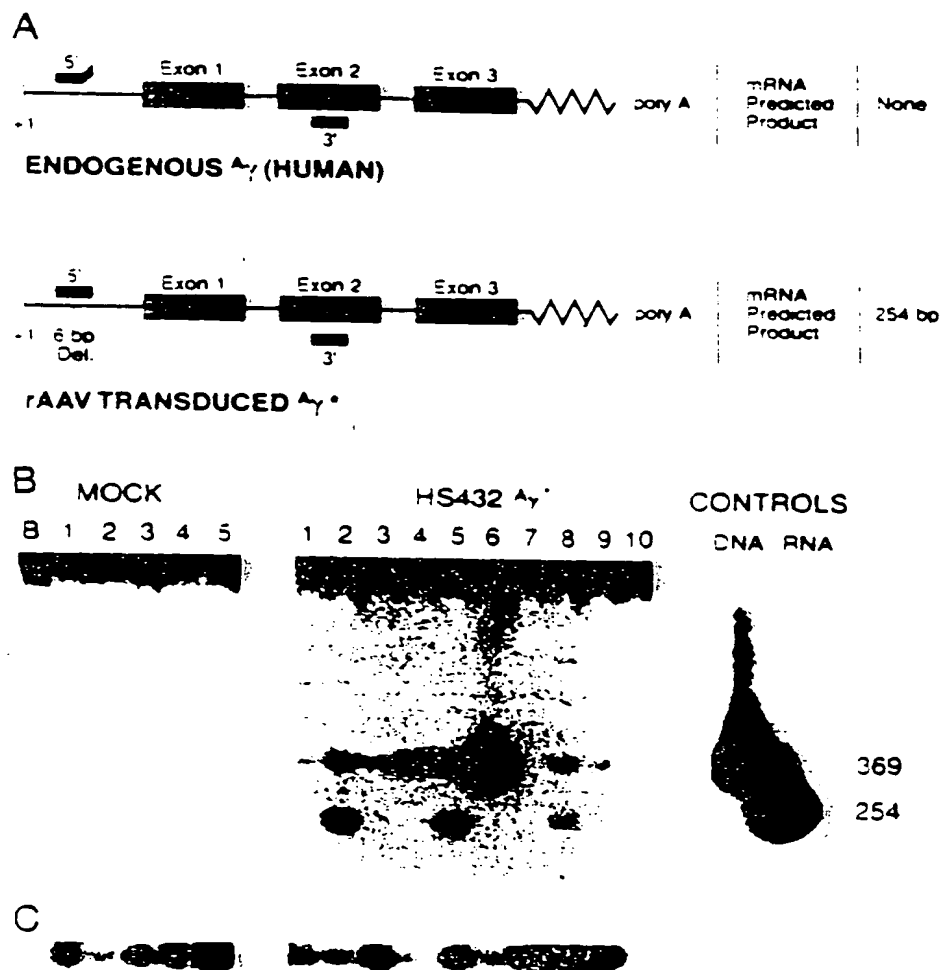 A
5'
Exon 1 Exon 2 Exon 3
poly A
mRNA
Predicted
Product
None
+1
3'
ENDOGENOUS Aγ (HUMAN)
5'
Exon 1 Exon 2 Exon 3
poly A
mRNA
Predicted
Product
254 bp
+1
6 bp
Del.
3'
rAAV TRANSDUCED Aγ *
B
MOCK
HS432 Aγ *
CONTROLS
B 1 2 3 4 5
1 2 3 4 5 6 7 8 9 10
DNA RNA
369
254
C